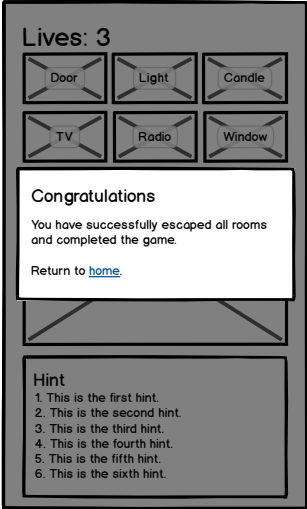 Lives: 3
Door Light Candle
TV Radio Window
Congratulations
You have successfully escaped all rooms
and completed the game.
Return to home.
Hint
1. This is the first hint.
2. This is the second hint.
3. This is the third hint.
4. This is the fourth hint.
5. This is the fifth hint.
6. This is the sixth hint.